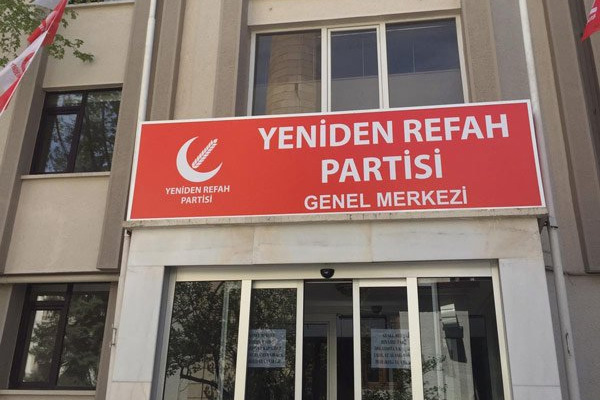 YENİDEN REFAH
PARTİSİ
GENEL MERKEZİ
YENİDEN REFAH
PARTİSİ